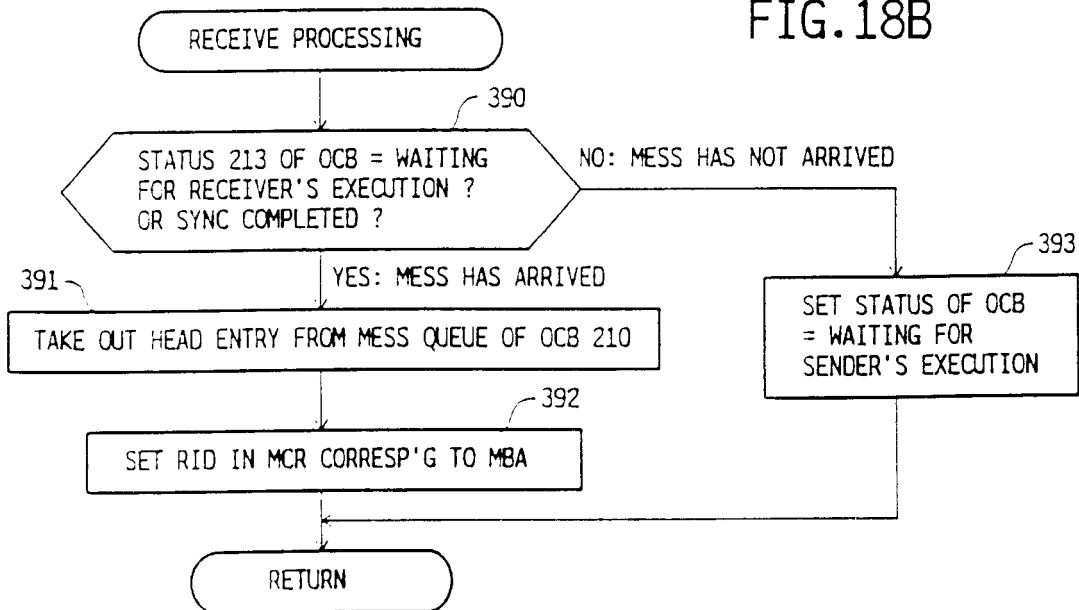 FIG.18B
RECEIVE PROCESSING
390
STATUS 213 OF OCB = WAITING
FOR RECEIVER'S EXECUTION ?
OR SYNC COMPLETED ?
NO: MESS HAS NOT ARRIVED
393
SET STATUS OF OCB
= WAITING FOR
SENDER'S EXECUTION
YES: MESS HAS ARRIVED
391
TAKE OUT HEAD ENTRY FROM MESS QUEUE OF OCB 210
392
SET RID IN MCR CORRESP'G TO MBA
RETURN